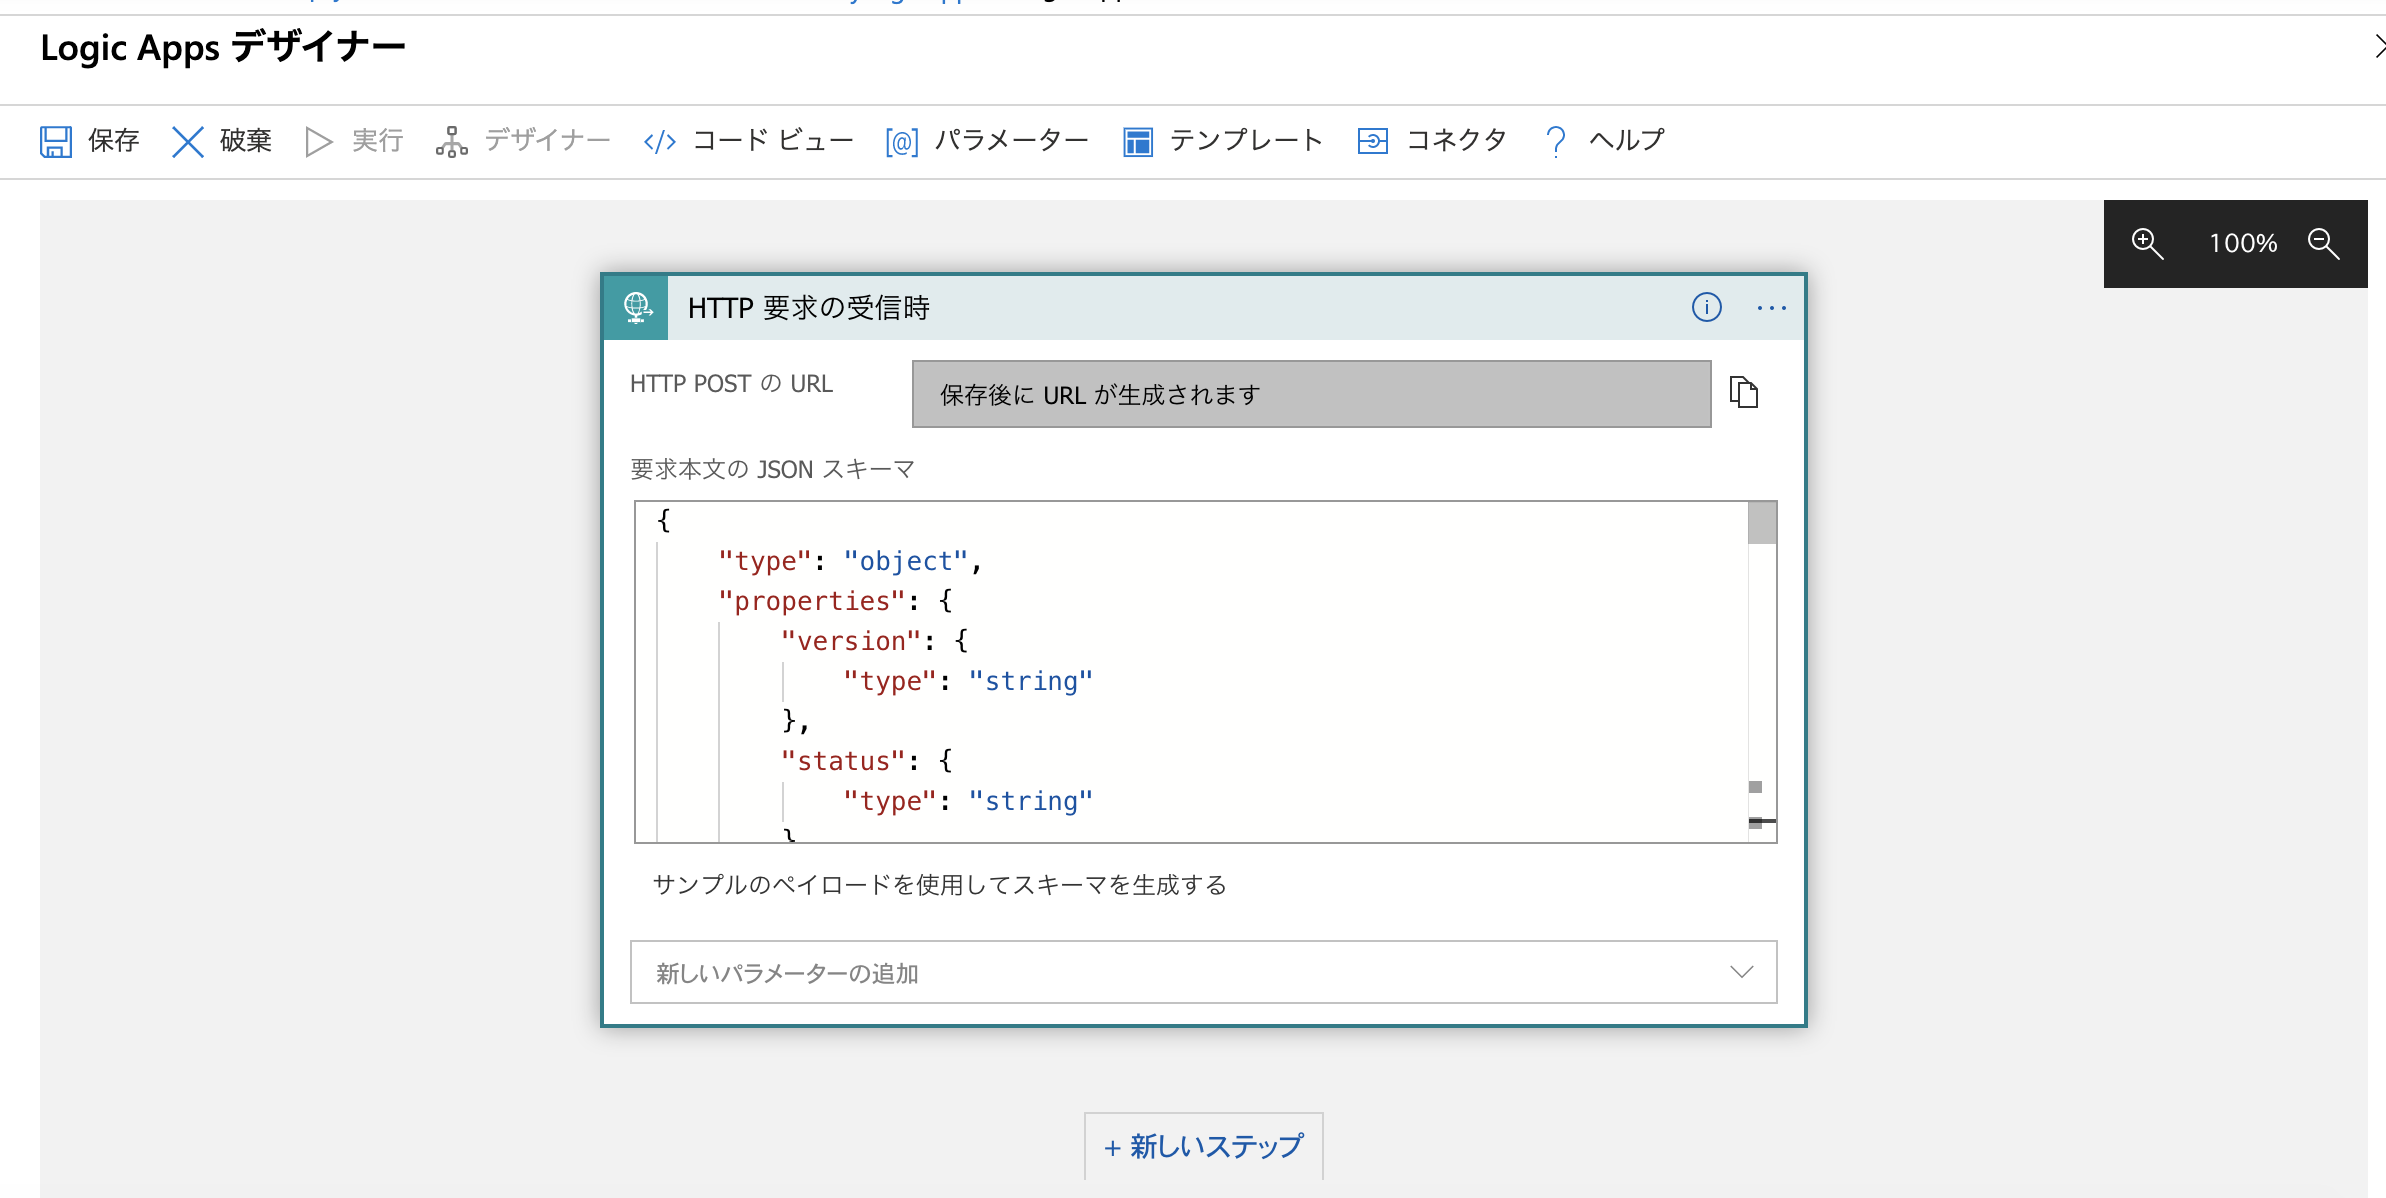 Logic Apps デザイナー
保存 破棄 実行 デザイナー コード ビュー パラメーター テンプレート コネクタ ヘルプ
100%
HTTP 要求の受信時
HTTP POST の URL
保存後に URL が生成されます
要求本文の JSON スキーマ
{
"type": "object",
"properties": {
"version": {
"type": "string"
},
"status": {
"type": "string"
}
サンプルのペイロードを使用してスキーマを生成する
新しいパラメーターの追加
+ 新しいステップ